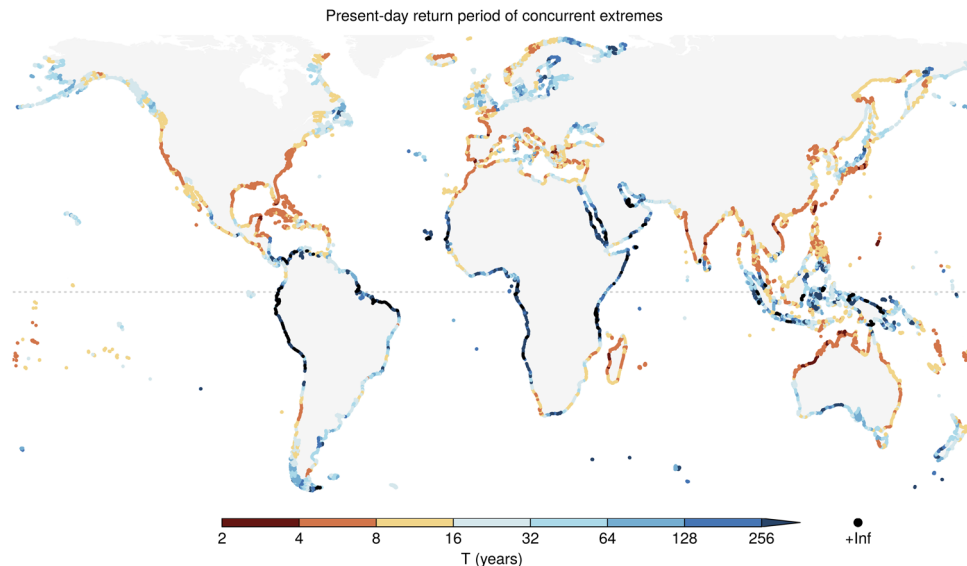 Present-day return period of concurrent extremes
2 4 8 16 32 64 128 256 +Inf
T (years)